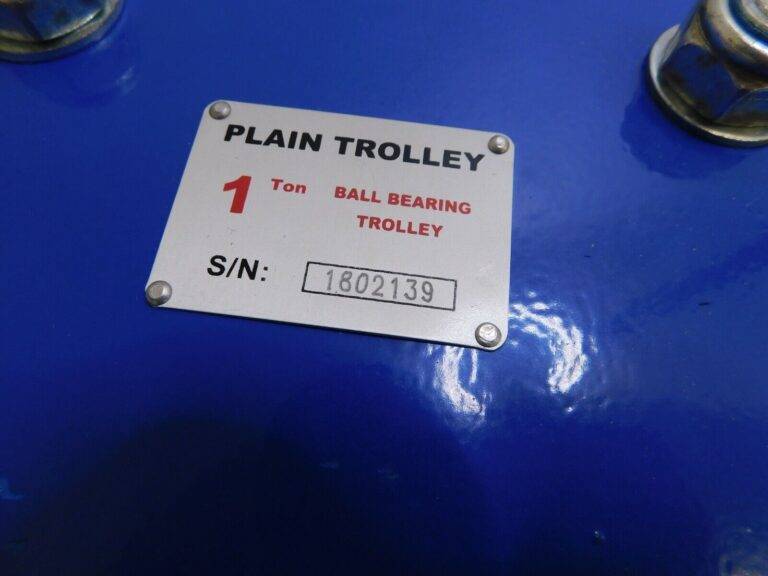 PLAIN TROLLEY
1 Ton BALL BEARING
TROLLEY
S/N: 1802139